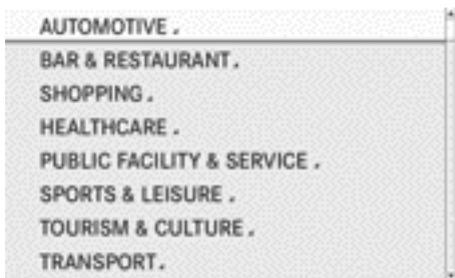 AUTOMOTIVE .
BAR & RESTAURANT .
SHOPPING .
HEALTHCARE .
PUBLIC FACILITY & SERVICE .
SPORTS & LEISURE .
TOURISM & CULTURE .
TRANSPORT .